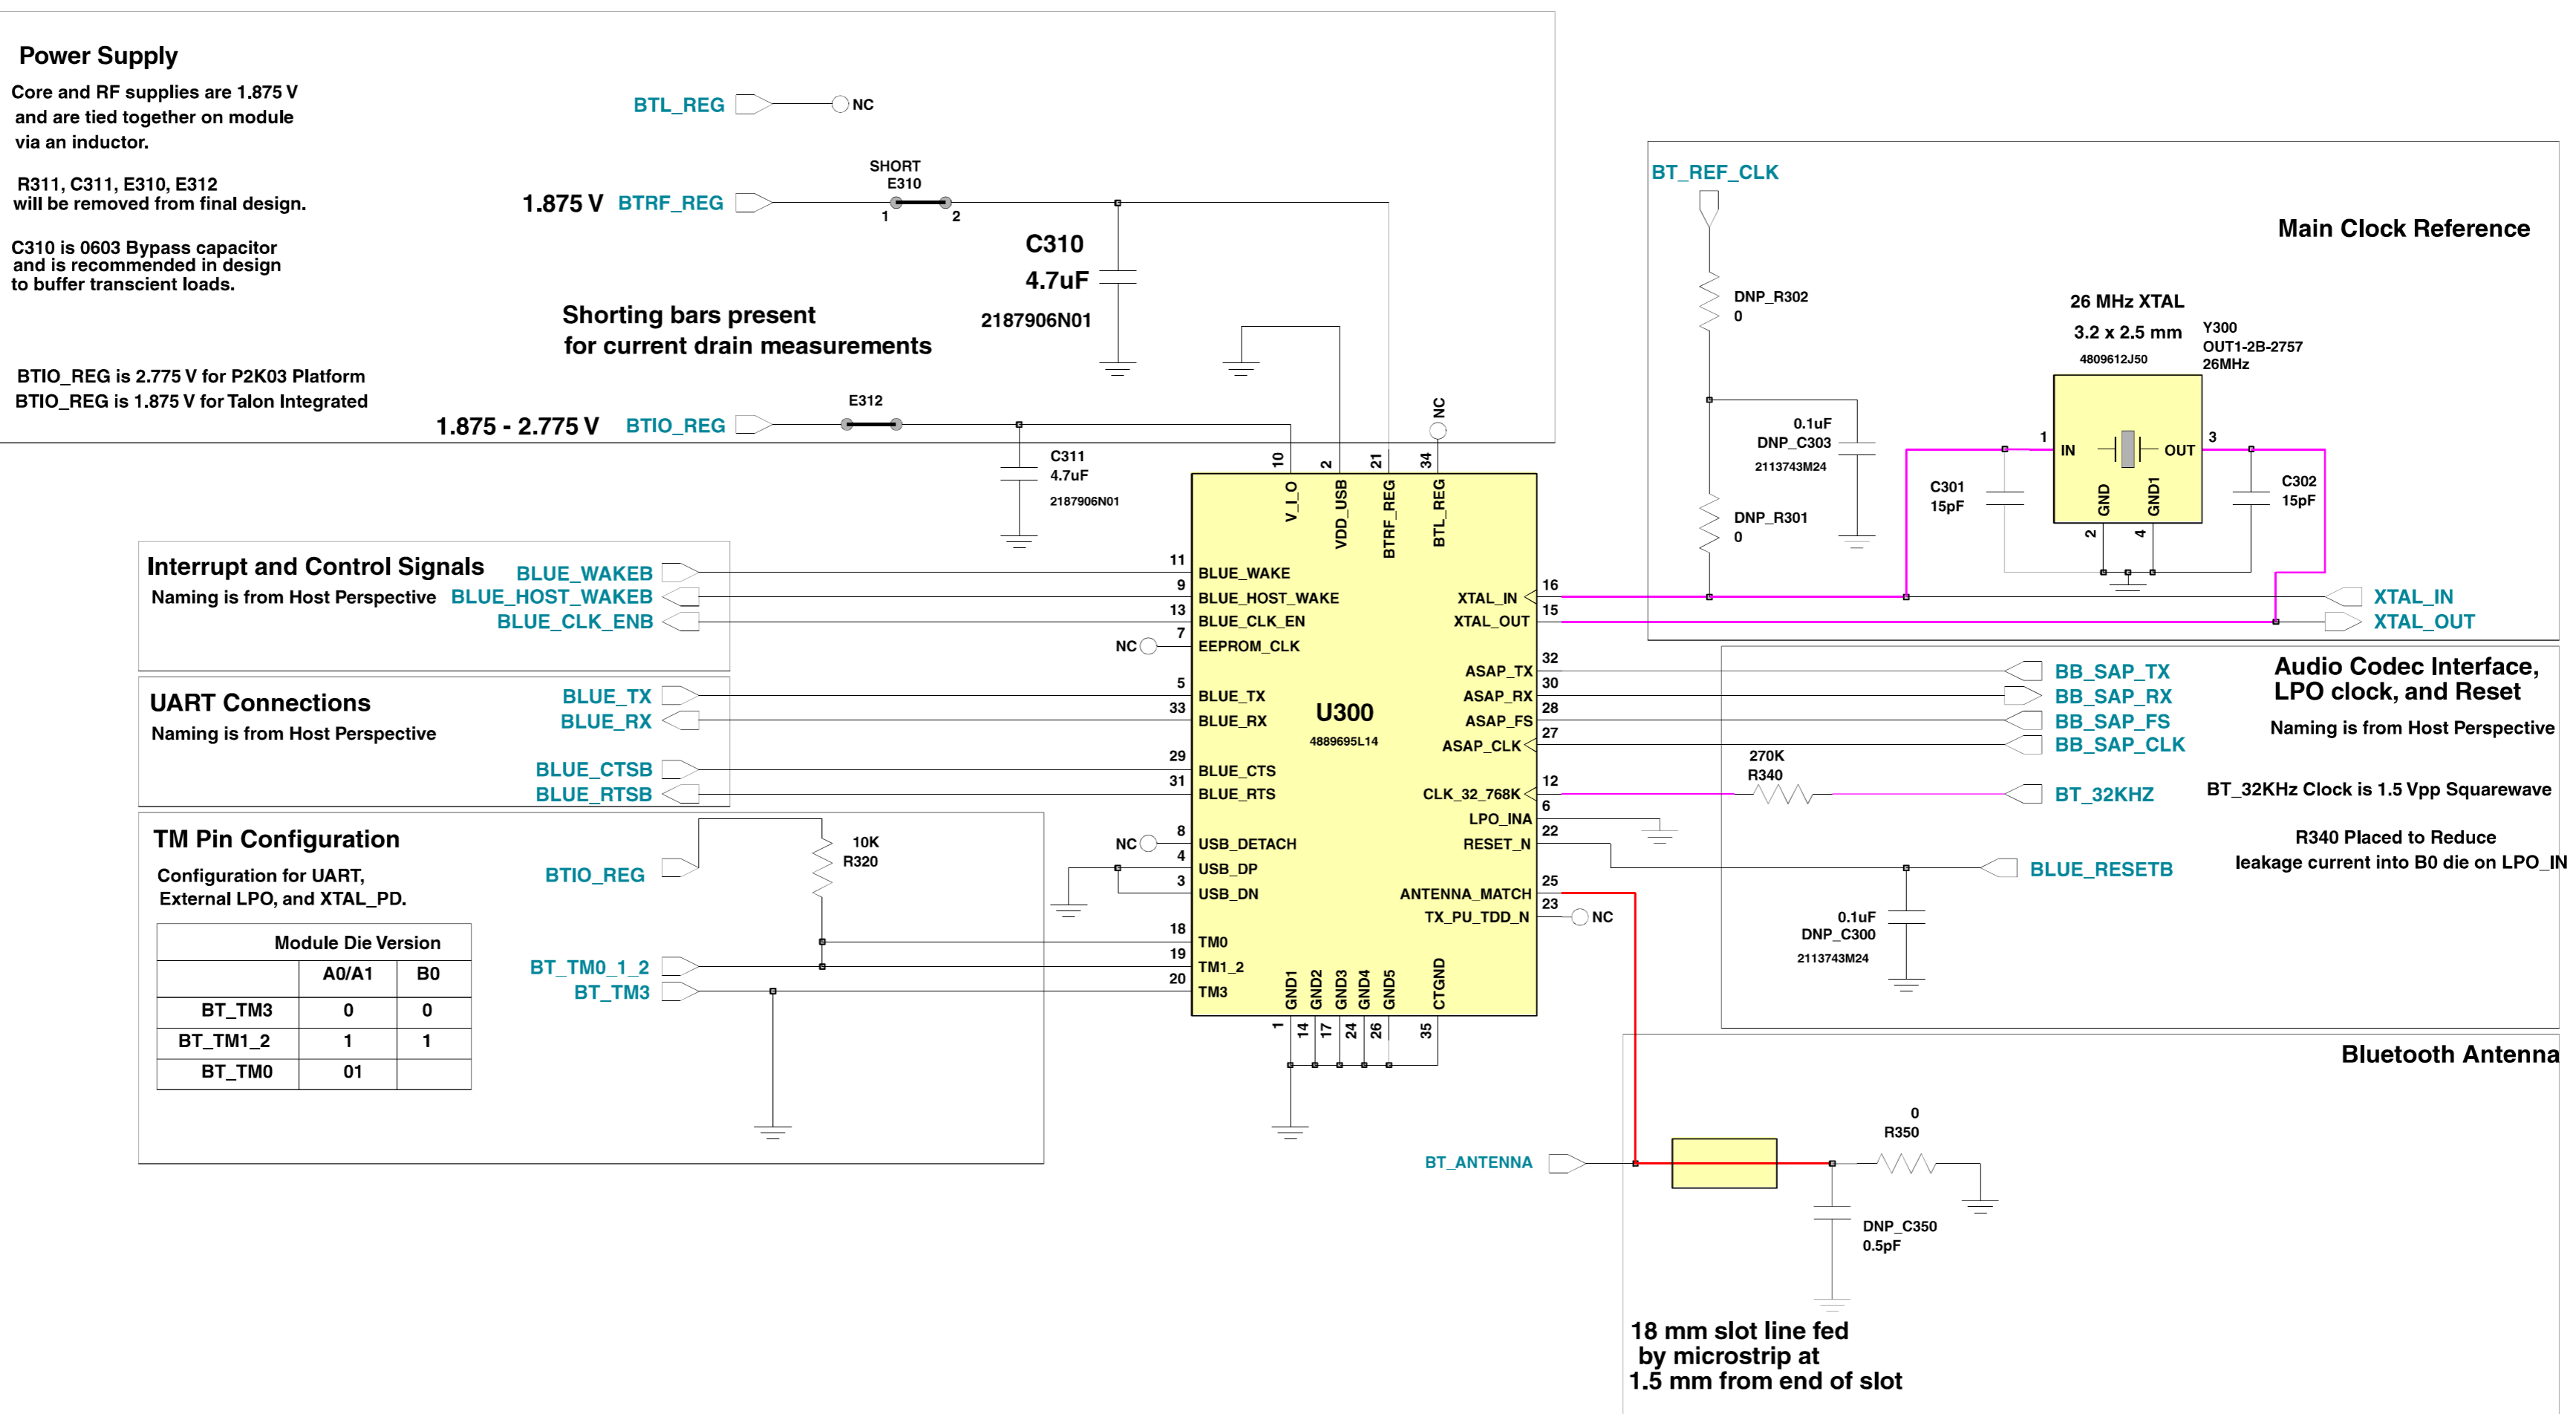 Power Supply
Core and RF supplies are 1.875 V
and are tied together on module
via an inductor.
R311, C311, E310, E312
will be removed from final design.
C310 is 0603 Bypass capacitor
and is recommended in design
to buffer transcient loads.
BTIO_REG is 2.775 V for P2K03 Platform
BTIO_REG is 1.875 V for Talon Integrated
BTL_REG
NC
SHORT
E310
1.875 V
BTRF_REG
1
2
C310
4.7uF
2187906N01
Shorting bars present
for current drain measurements
E312
1.875 - 2.775 V
BTIO_REG
C311
4.7uF
2187906N01
NC
10
2
21
34
V_I_O
VDD_USB
BTRF_REG
BTL_REG
BT_REF_CLK
Main Clock Reference
DNP_R302
0
26 MHz XTAL
3.2 x 2.5 mm
4809612J50
Y300
OUT1-2B-2757
26MHz
0.1uF
DNP_C303
2113743M24
1
IN
OUT
3
GND
GND1
2
4
C301
15pF
C302
15pF
DNP_R301
0
XTAL_IN
XTAL_OUT
Interrupt and Control Signals
Naming is from Host Perspective
BLUE_WAKEB
BLUE_HOST_WAKEB
BLUE_CLK_ENB
NC
11
BLUE_WAKE
9
BLUE_HOST_WAKE
13
BLUE_CLK_EN
7
EEPROM_CLK
UART Connections
Naming is from Host Perspective
BLUE_TX
BLUE_RX
BLUE_CTSB
BLUE_RTSB
5
BLUE_TX
33
BLUE_RX
29
BLUE_CTS
31
BLUE_RTS
U300
4889695L14
TM Pin Configuration
Configuration for UART,
External LPO, and XTAL_PD.
BTIO_REG
10K
R320
Module Die Version
A0/A1 B0
BT_TM3 0 0
BT_TM1_2 1 1
BT_TM0 01
BT_TM0_1_2
BT_TM3
NC
8
USB_DETACH
4
USB_DP
3
USB_DN
18
TM0
19
TM1_2
20
TM3
GND1
GND2
GND3
GND4
GND5
CTGND
1
14
17
24
26
35
16
XTAL_IN
15
XTAL_OUT
32
ASAP_TX
30
ASAP_RX
28
ASAP_FS
27
ASAP_CLK
12
CLK_32_768K
6
LPO_INA
22
RESET_N
25
ANTENNA_MATCH
23
TX_PU_TDD_N
NC
Audio Codec Interface,
LPO clock, and Reset
Naming is from Host Perspective
BB_SAP_TX
BB_SAP_RX
BB_SAP_FS
BB_SAP_CLK
270K
R340
BT_32KHZ
BT_32KHz Clock is 1.5 Vpp Squarewave
R340 Placed to Reduce
leakage current into B0 die on LPO_IN
BLUE_RESETB
0.1uF
DNP_C300
2113743M24
Bluetooth Antenna
BT_ANTENNA
0
R350
DNP_C350
0.5pF
18 mm slot line fed
by microstrip at
1.5 mm from end of slot